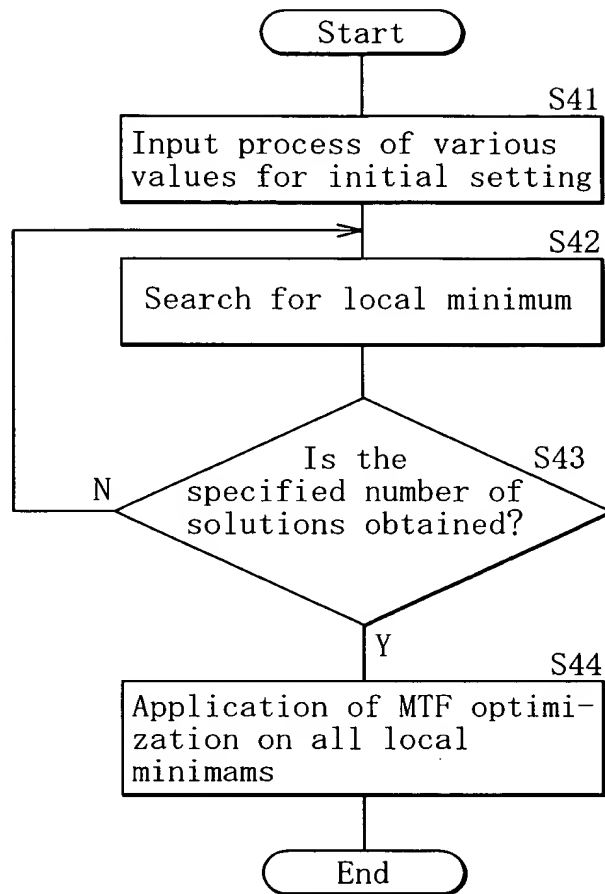 Start
S41
Input process of various
values for initial setting
S42
Search for local minimum
S43
Is the
specified number of
solutions obtained?
N
Y
S44
Application of MTF optimi-
zation on all local
minimams
End